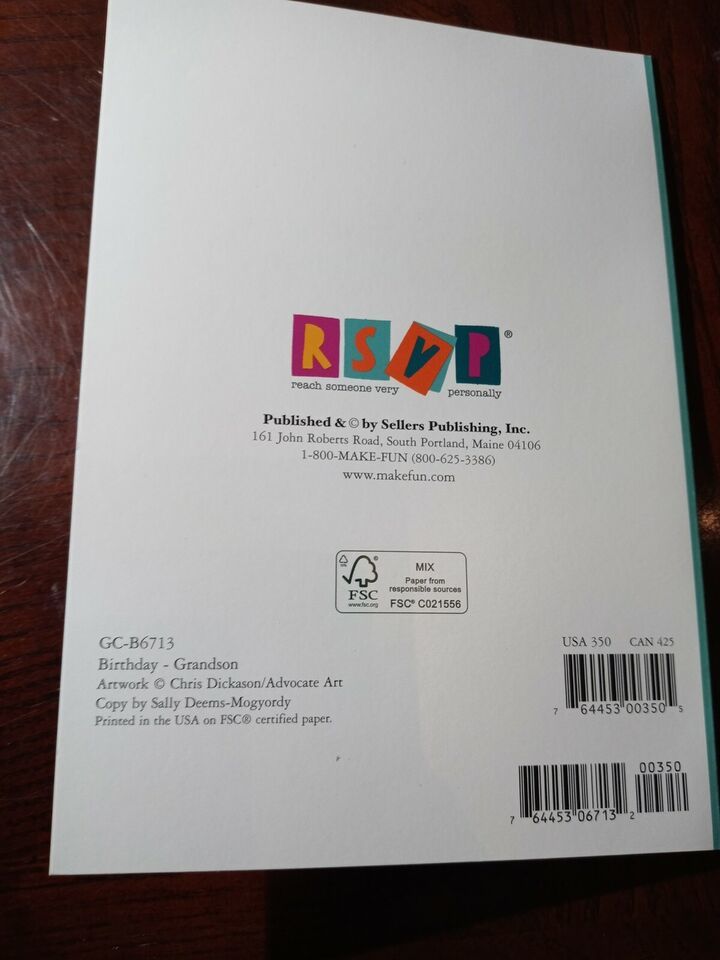 RSVP®
reach someone very personally
Published & © by Sellers Publishing, Inc.
161 John Roberts Road, South Portland, Maine 04106
1-800-MAKE-FUN (800-625-3386)
www.makefun.com
FSC®
www.fsc.org
MIX
Paper from
responsible sources
FSC® C021556
GC-B6713
Birthday - Grandson
Artwork © Chris Dickason/Advocate Art
Copy by Sally Deems-Mogyordy
Printed in the USA on FSC® certified paper.
USA 350 CAN 425
7 64453 00350 5
00350
7 64453 06713 2